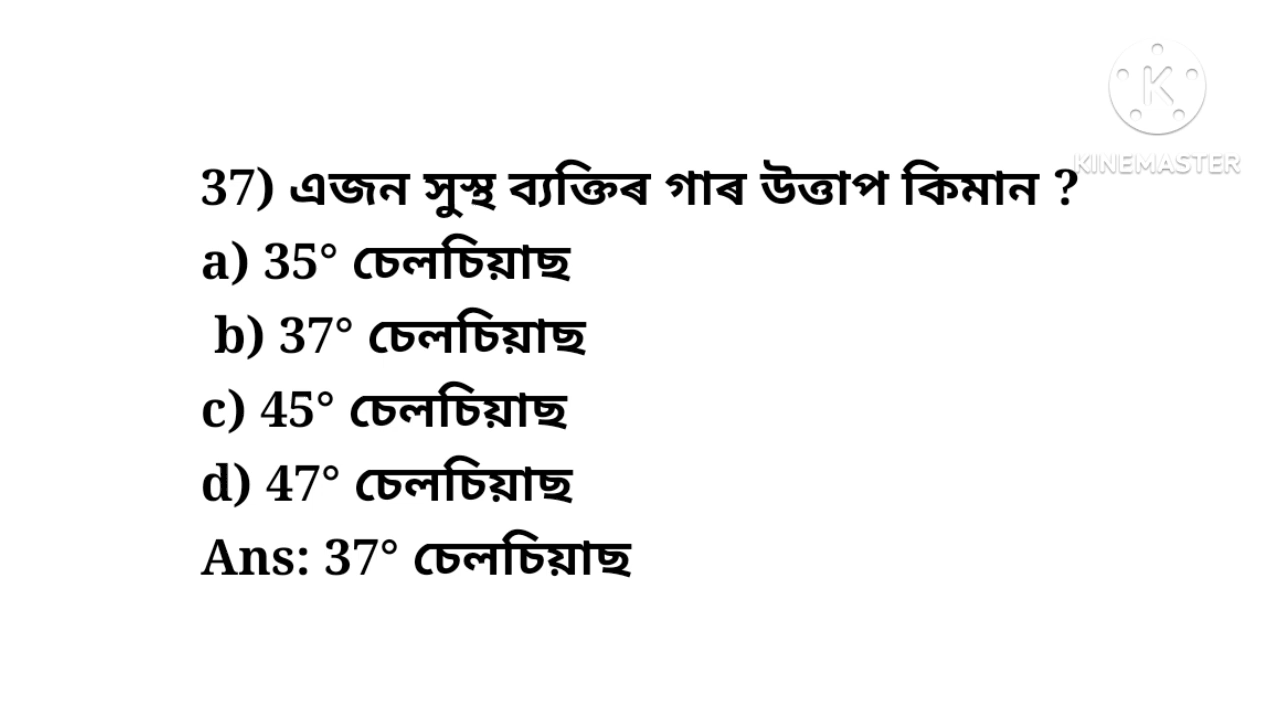 KINEMASTER
37) এজন সুস্থ ব্যক্তিৰ গাৰ উত্তাপ কিমান ?
a) 35° চেলচিয়াছ
b) 37° চেলচিয়াছ
c) 45° চেলচিয়াছ
d) 47° চেলচিয়াছ
Ans: 37° চেলচিয়াছ